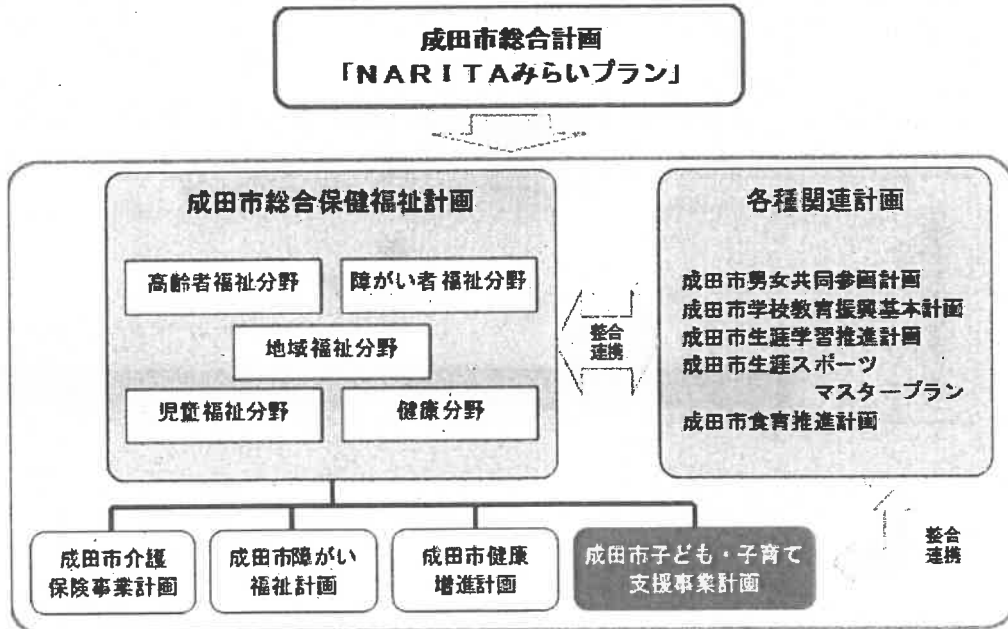 成田市総合計画
「NARITAみらいプラン」
成田市総合保健福祉計画
高齢者福祉分野
障がい者福祉分野
地域福祉分野
児童福祉分野
健康分野
整合
連携
各種関連計画
成田市男女共同参画計画
成田市学校教育振興基本計画
成田市生涯学習推進計画
成田市生涯スポーツ
マスタープラン
成田市食育推進計画
整合
連携
成田市介護
保険事業計画
成田市障がい
福祉計画
成田市健康
増進計画
成田市子ども・子育て
支援事業計画